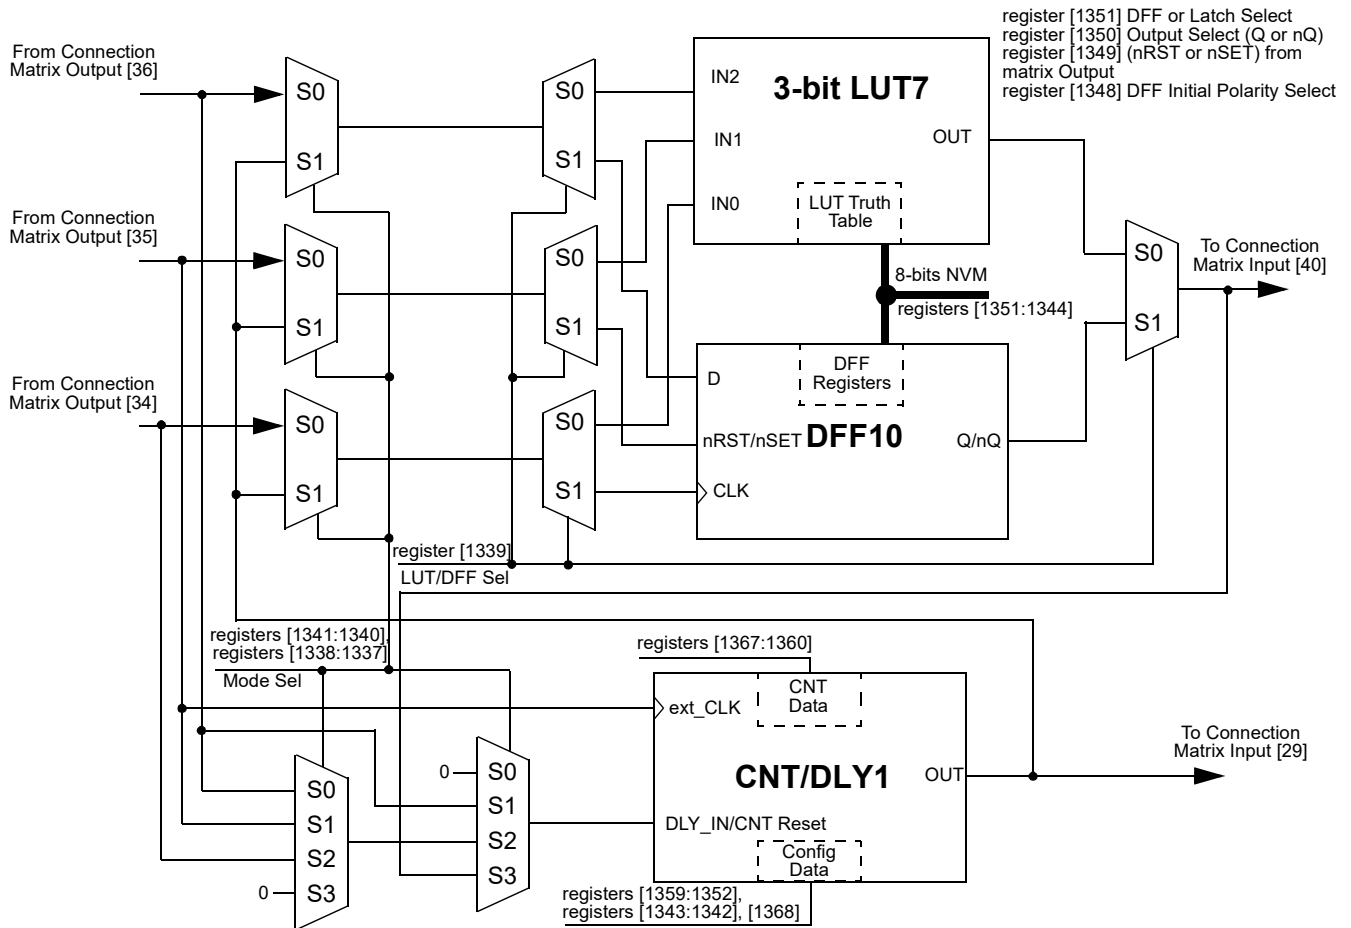 register [1351] DFF or Latch Select
register [1350] Output Select (Q or nQ)
register [1349] (nRST or nSET) from
matrix Output
register [1348] DFF Initial Polarity Select
From Connection
Matrix Output [36]
S0
S1
S0
S1
IN2
3-bit LUT7
IN1
OUT
IN0
LUT Truth
Table
From Connection
Matrix Output [35]
S0
S1
S0
S1
8-bits NVM
registers [1351:1344]
S0
S1
To Connection
Matrix Input [40]
From Connection
Matrix Output [34]
S0
S1
S0
S1
DFF
Registers
D
nRST/nSET
DFF10
Q/nQ
CLK
register [1339]
LUT/DFF Sel
registers [1341:1340],
registers [1338:1337]
Mode Sel
registers [1367:1360]
CNT
Data
ext_CLK
CNT/DLY1
OUT
To Connection
Matrix Input [29]
DLY_IN/CNT Reset
Config
Data
0
S0
S1
S2
S3
S0
S1
S2
S3
0
registers [1359:1352],
registers [1343:1342], [1368]